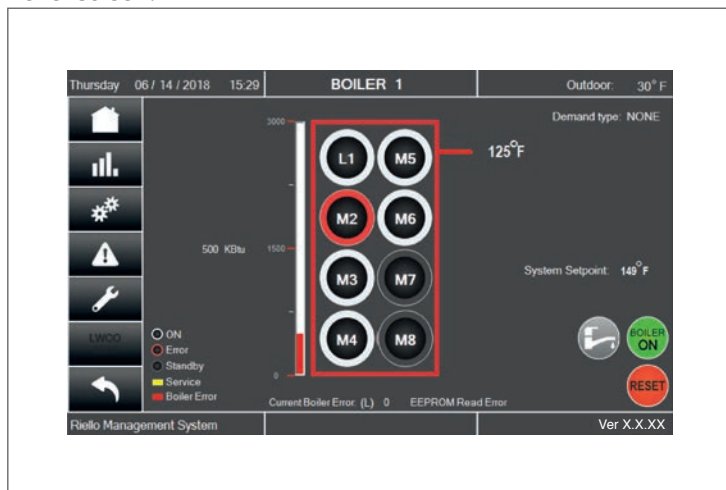 Thursday 06 / 14 / 2018 15:29 BOILER 1 Outdoor: 30° F
Demand type: NONE
3000
L1 M5 125°F
M2 M6
500 KBtu 1500
System Setpoint: 149°F
M3 M7
LWCO
ON
Error
Standby
Service
Boiler Error
M4 M8
BOILER
ON
RESET
0
Current Boiler Error: (L) 0 EEPROM Read Error
Riello Management System Ver X.X.XX